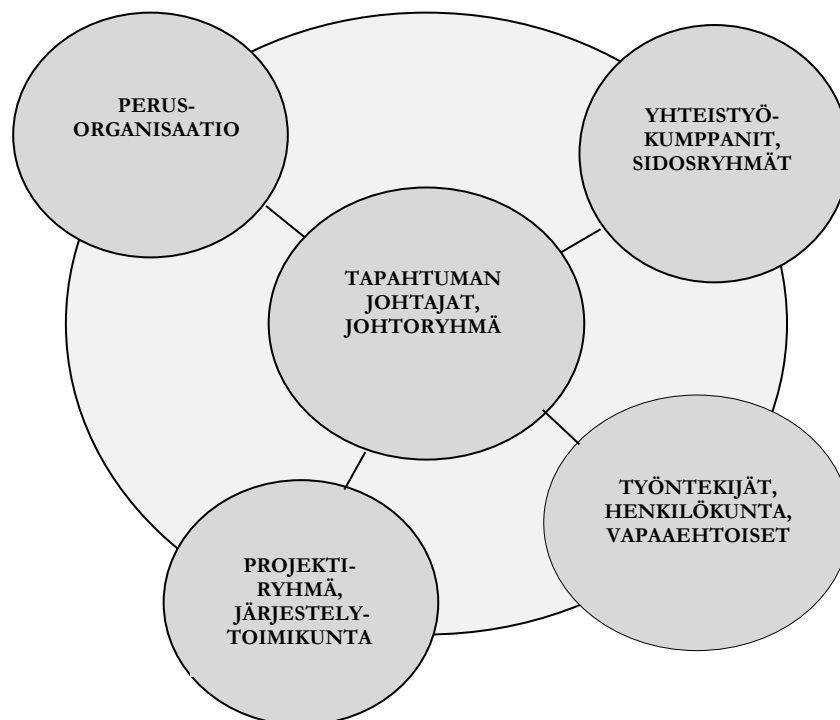 PERUS-
ORGANISAATIO
YHTEISTYÖ-
KUMPPANIT,
SIDOSRYHMÄT
TAPAHTUMAN
JOHTAJAT,
JOHTORYHMÄ
TYÖNTEKIJÄT,
HENKILÖKUNTA,
VAPAAEHTOISET
PROJEKTI-
RYHMÄ,
JÄRJESTELY-
TOIMIKUNTA